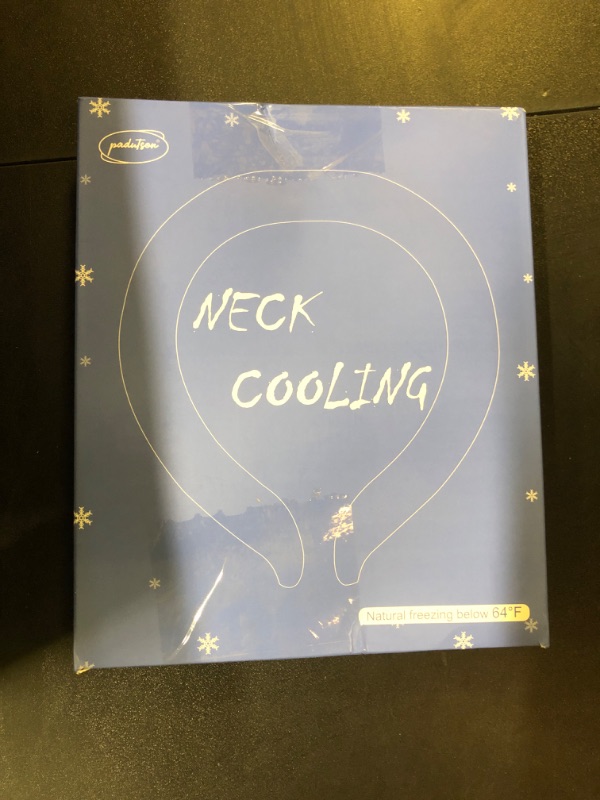 padutson
NECK
COOLING
Natural freezing below 64°F